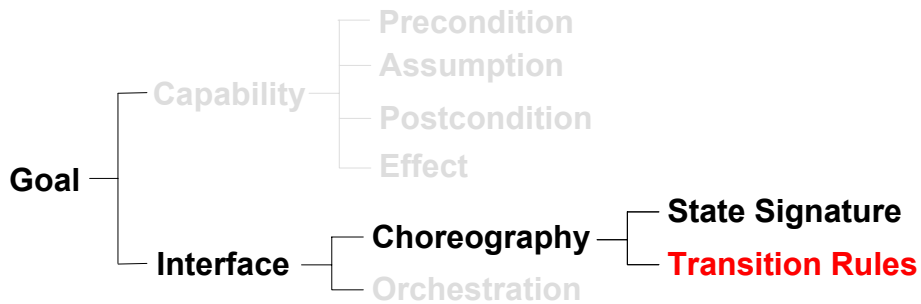 Goal
Capability
Precondition
Assumption
Postcondition
Effect
Interface
Choreography
State Signature
Transition Rules
Orchestration